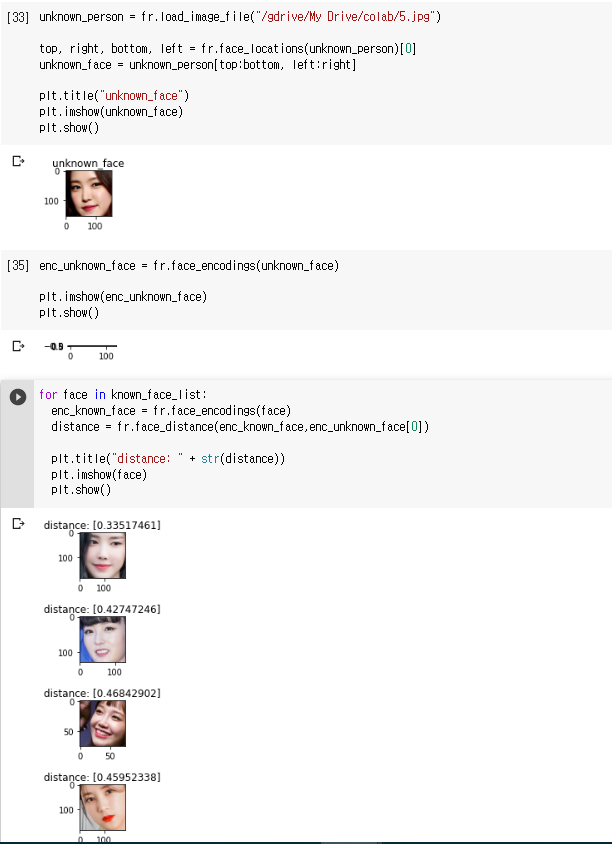 [33] unknown_person = fr.load_image_file("/gdrive/My Drive/colab/5.jpg")
top, right, bottom, left = fr.face_locations(unknown_person)[0]
unknown_face = unknown_person[top:bottom, left:right]
plt.title("unknown_face")
plt.imshow(unknown_face)
plt.show()
unknown_face
0
100
0 100
[35] enc_unknown_face = fr.face_encodings(unknown_face)
plt.imshow(enc_unknown_face)
plt.show()
0 100
for face in known_face_list:
enc_known_face = fr.face_encodings(face)
distance = fr.face_distance(enc_known_face,enc_unknown_face[0])
plt.title("distance: " + str(distance))
plt.imshow(face)
plt.show()
distance: [0.33517461]
0
100
0 100
distance: [0.42747246]
0
100
0 100
distance: [0.46842902]
0
50
0 50
distance: [0.45952338]
0
100
0 100